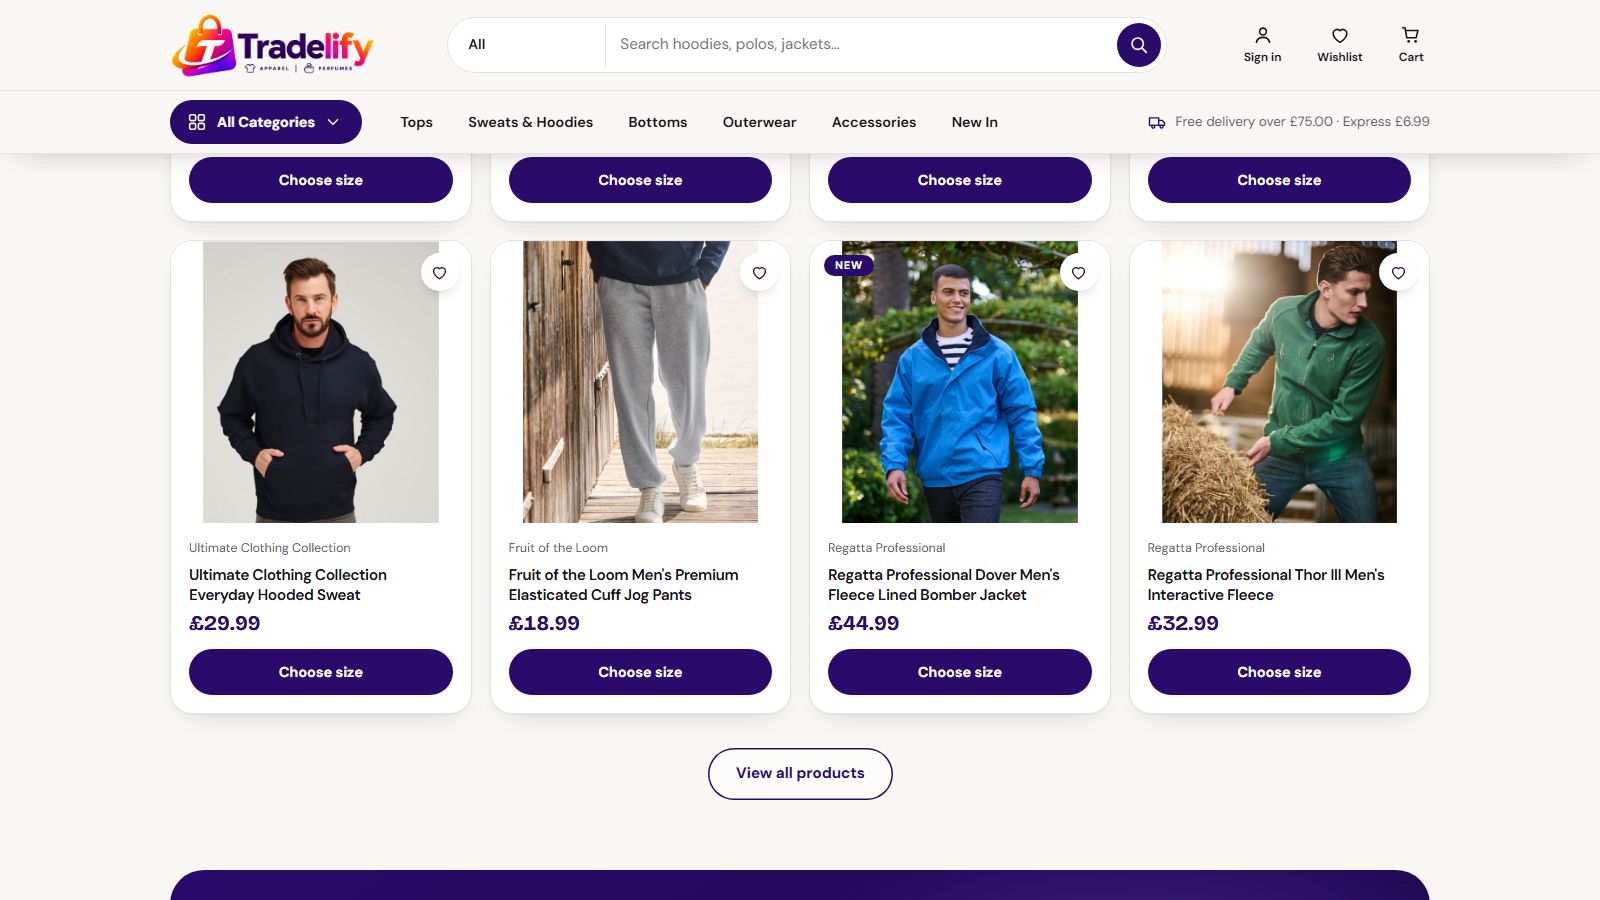 Tradelify
APPAREL | PERFUMES
All
Search hoodies, polos, jackets...
Sign in
Wishlist
Cart
All Categories
Tops
Sweats & Hoodies
Bottoms
Outerwear
Accessories
New In
Free delivery over £75.00 · Express £6.99
Choose size
Choose size
Choose size
Choose size
NEW
Ultimate Clothing Collection
Ultimate Clothing Collection
Everyday Hooded Sweat
£29.99
Choose size
Fruit of the Loom
Fruit of the Loom Men's Premium
Elasticated Cuff Jog Pants
£18.99
Choose size
Regatta Professional
Regatta Professional Dover Men's
Fleece Lined Bomber Jacket
£44.99
Choose size
Regatta Professional
Regatta Professional Thor III Men's
Interactive Fleece
£32.99
Choose size
View all products